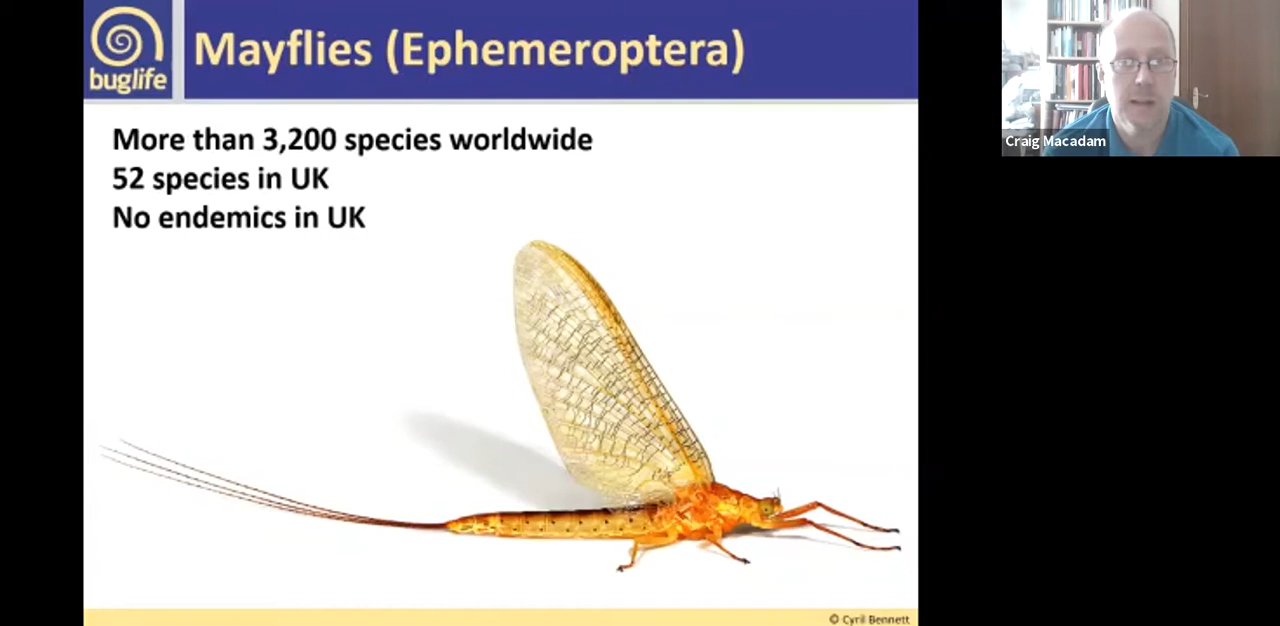 buglife
Mayflies (Ephemeroptera)
More than 3,200 species worldwide
52 species in UK
No endemics in UK
Craig Macadam
© Cyril Bennett